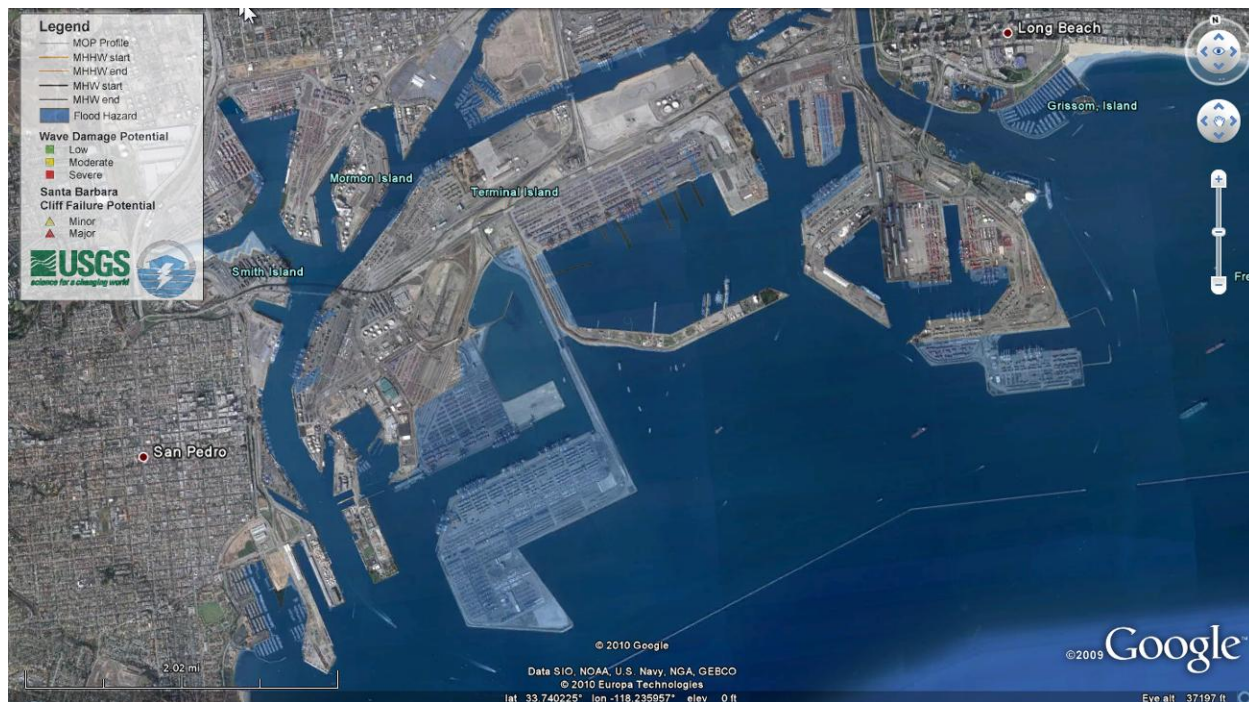 Legend
MOP Profile
MHHW start
MHHW end
MHW start
MHW end
Flood Hazard
Wave Damage Potential
Low
Moderate
Severe
Santa Barbara
Cliff Failure Potential
Minor
Major
USGS
science for a changing world
Long Beach
Grissom, Island
Mormon Island
Terminal Island
Smith Island
Fre
San Pedro
N
2.02 mi
© 2010 Google
Data SIO, NOAA, U.S. Navy, NGA, GEBCO
© 2010 Europa Technologies
©2009 Google
lat 33.740225° lon -118.235957° elev 0 ft
Eye alt 37197 ft